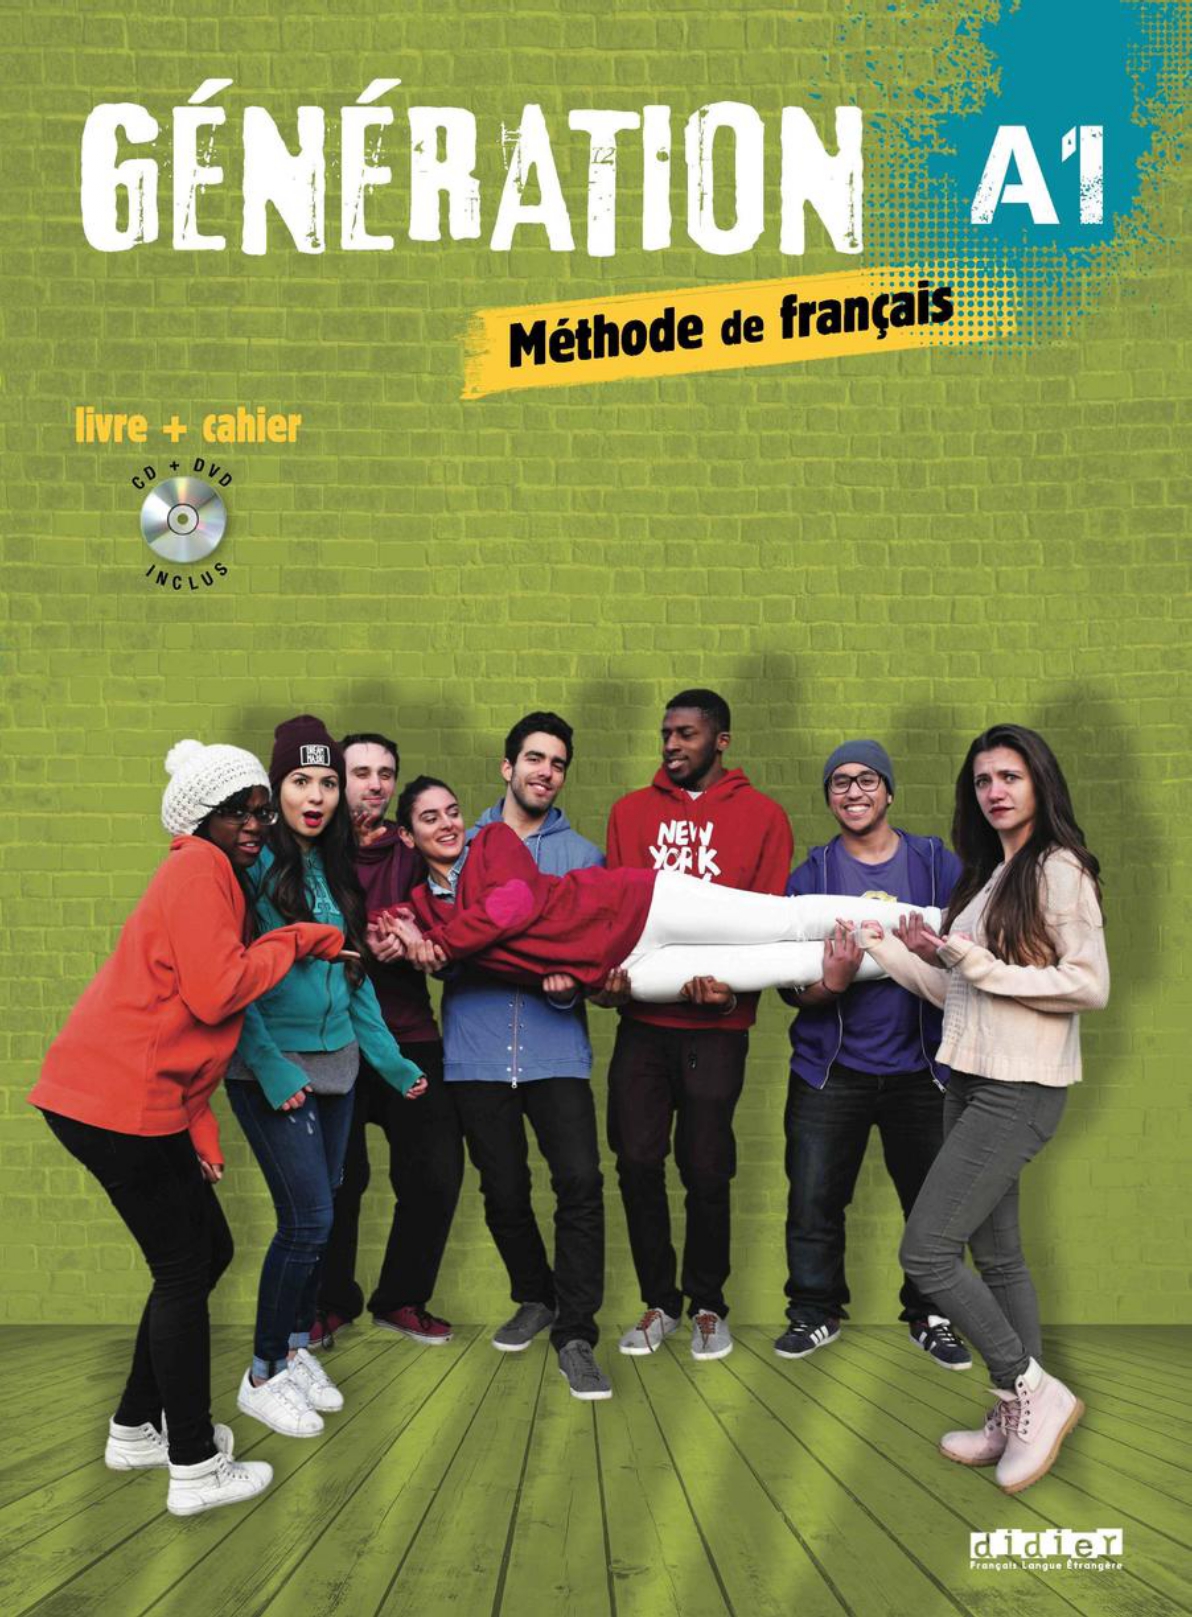 GÉNÉRATION A1
Méthode de français
livre + cahier
CD + DVD
INCLUS
NEW
YORK
didier
Français Langue Étrangère